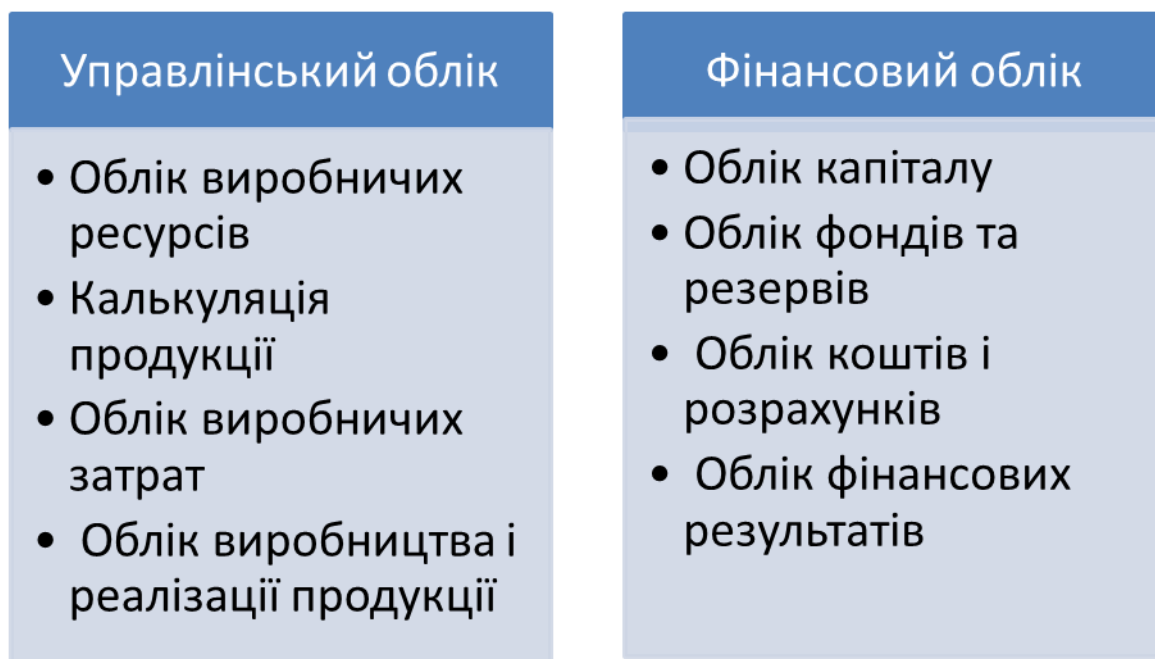 Управлінський облік
• Облік виробничих
ресурсів
• Калькуляція
продукції
• Облік виробничих
затрат
• Облік виробництва і
реалізації продукції
Фінансовий облік
• Облік капіталу
• Облік фондів та
резервів
• Облік коштів і
розрахунків
• Облік фінансових
результатів